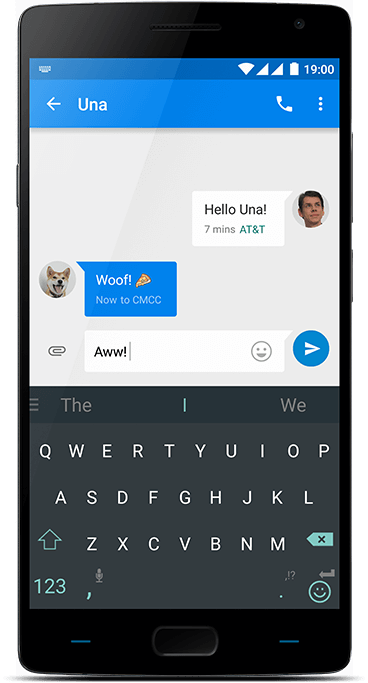 19:00
Una
Hello Una!
7 mins AT&T
Woof! 🍕
Now to CMCC
Aww!
The I We
Q W E R T Y U I O P
A S D F G H J K L
Z X C V B N M
,!?
123 , .